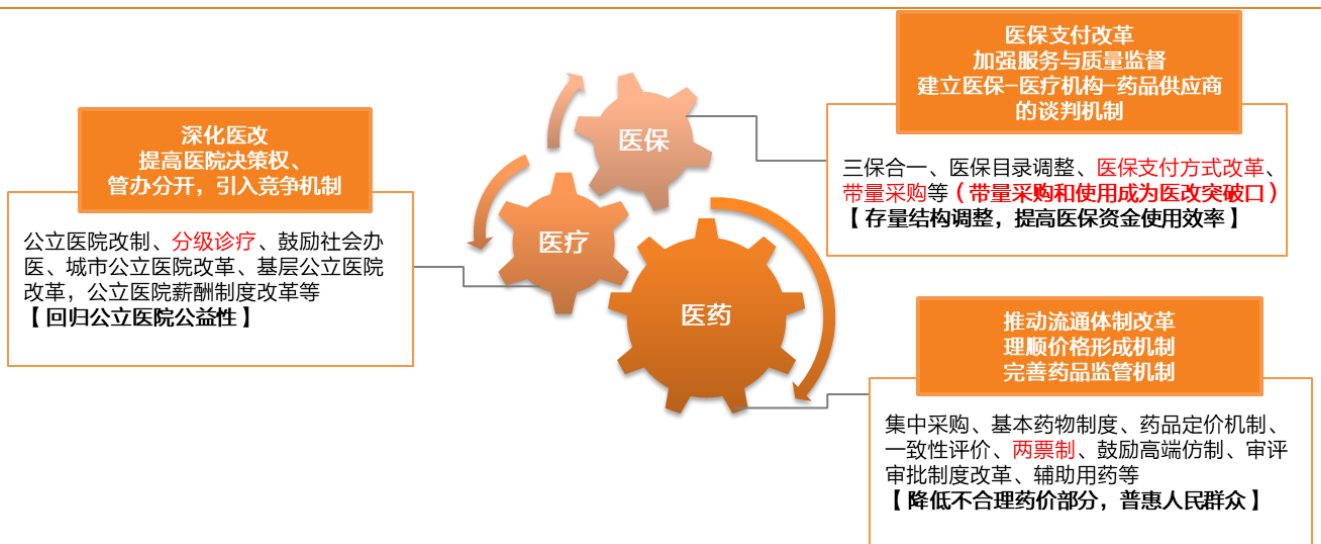 深化医改
提高医院决策权、
管办分开，引入竞争机制
公立医院改制、分级诊疗、鼓励社会办
医、城市公立医院改革、基层公立医院
改革，公立医院薪酬制度改革等
【回归公立医院公益性】
医保
医疗
医药
医保支付改革
加强服务与质量监督
建立医保-医疗机构-药品供应商
的谈判机制
三保合一、医保目录调整、医保支付方式改革、
带量采购等（带量采购和使用成为医改突破口）
【存量结构调整，提高医保资金使用效率】
推动流通体制改革
理顺价格形成机制
完善药品监管机制
集中采购、基本药物制度、药品定价机制、
一致性评价、两票制、鼓励高端仿制、审评
审批制度改革、辅助用药等
【降低不合理药价部分，普惠人民群众】